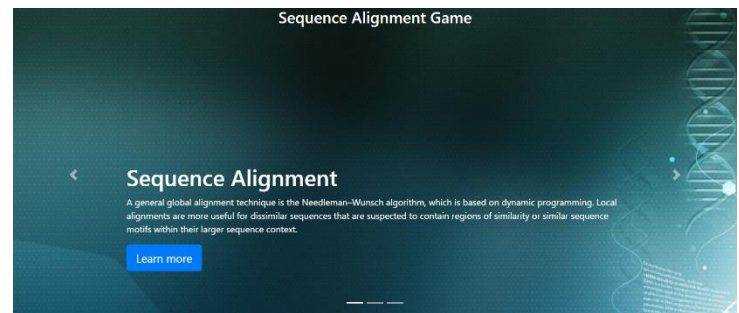 Sequence Alignment Game
Sequence Alignment
A general global alignment technique is the Needleman–Wunsch algorithm, which is based on dynamic programming. Local
alignments are more useful for dissimilar sequences that are suspected to contain regions of similarity or similar sequence
motifs within their larger sequence context.
Learn more